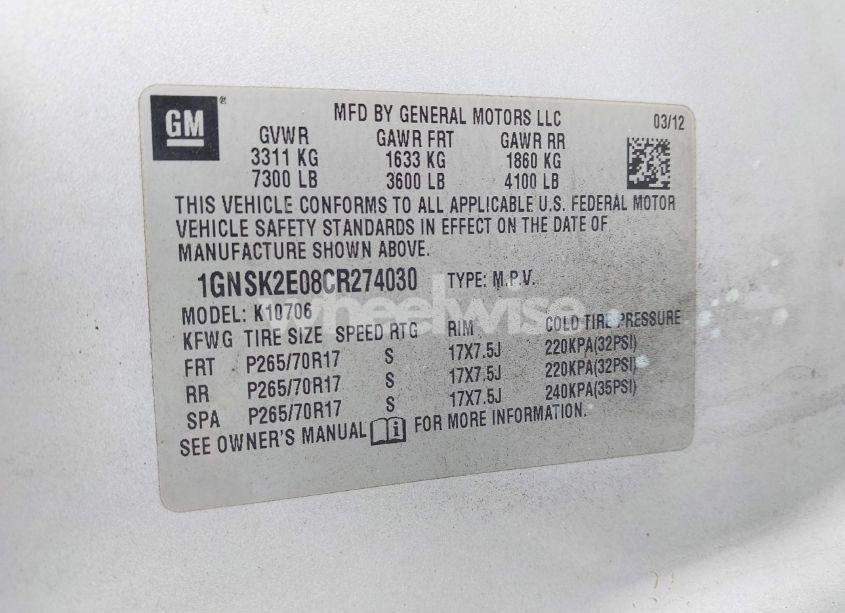 GM®
MFD BY GENERAL MOTORS LLC
03/12
GVWR GAWR FRT GAWR RR
3311 KG 1633 KG 1860 KG
7300 LB 3600 LB 4100 LB
THIS VEHICLE CONFORMS TO ALL APPLICABLE U.S. FEDERAL MOTOR
VEHICLE SAFETY STANDARDS IN EFFECT ON THE DATE OF
MANUFACTURE SHOWN ABOVE.
1GNSK2E08CR274030 TYPE: M.P.V.
wheelwise
MODEL: K10706
KFWG TIRE SIZE SPEED RTG RIM COLD TIRE PRESSURE
FRT P265/70R17 S 17X7.5J 220KPA(32PSI)
RR P265/70R17 S 17X7.5J 220KPA(32PSI)
SPA P265/70R17 S 17X7.5J 240KPA(35PSI)
SEE OWNER'S MANUAL i FOR MORE INFORMATION.